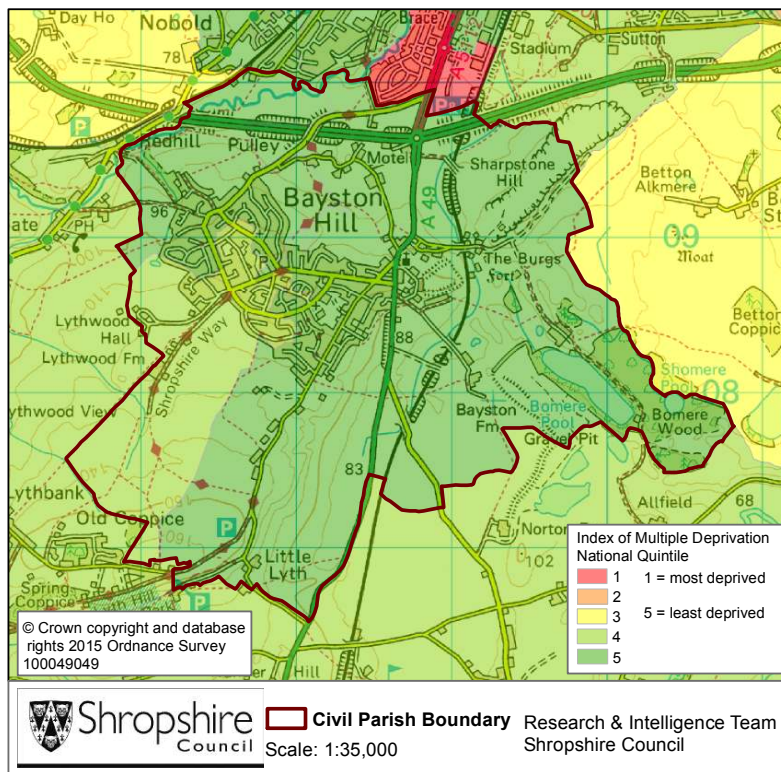 Day Ho
Nobold
Brace
Stadium
Sutton
78
A 5112
P
P
Redhill
Pulley
Motel
Sharpstone
Hill
Betton
Alkmere
Bayston
Hill
A 49
96
PH
09
Moat
The Burgs
fort
P
Lythwood
Hall
Lythwood Fm
Shropshire Way
88
Betton
Coppice
Shomere
Pool
08
Bayston
Fm
Bomere
Pool
Bomere
Wood
Gravel Pit
83
Lythbank
Old Coppice
P
Allfield
68
Norton
102
Little
Lyth
Spring
Coppice
P
Hill
Index of Multiple Deprivation
National Quintile
1 1 = most deprived
2
3 5 = least deprived
4
5
© Crown copyright and database
rights 2015 Ordnance Survey
100049049
Shropshire
Council
Civil Parish Boundary
Scale: 1:35,000
Research & Intelligence Team
Shropshire Council